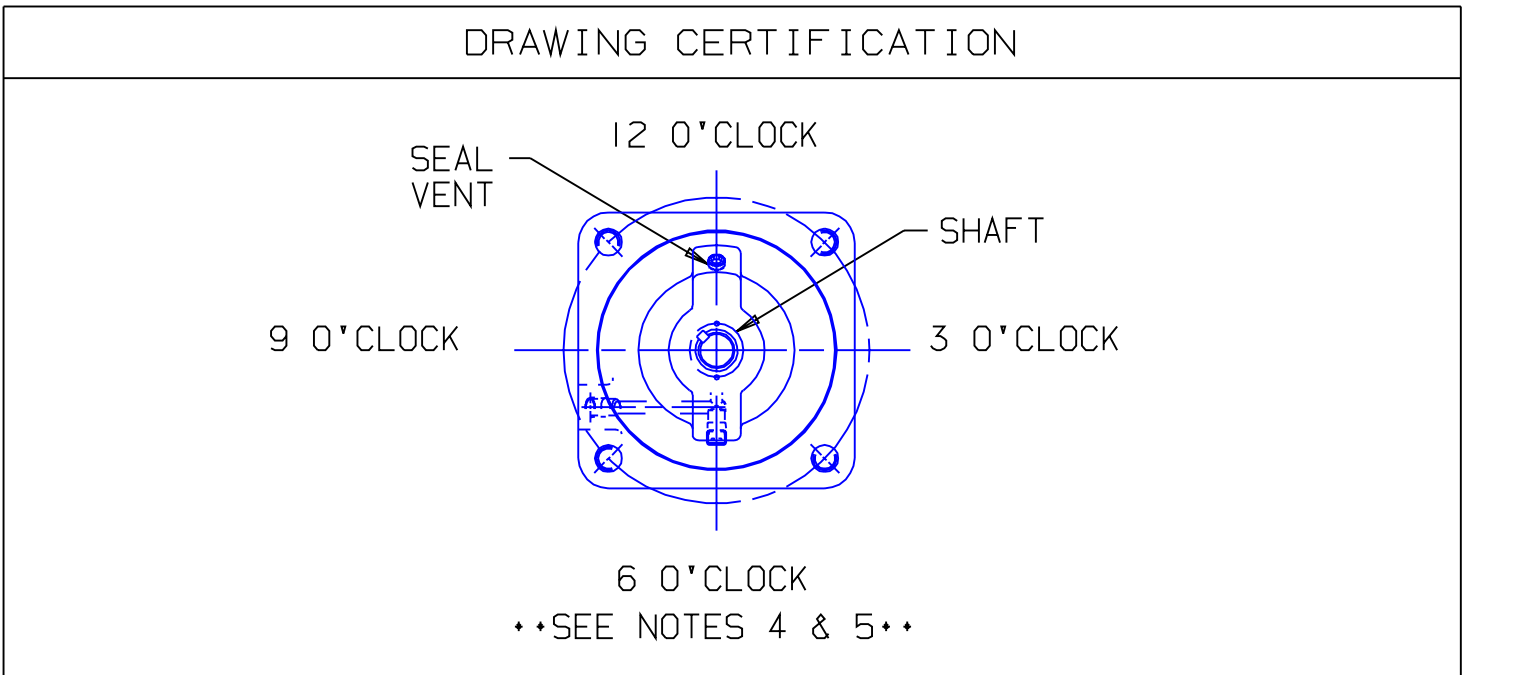 DRAWING CERTIFICATION
12 O'CLOCK
SEAL
VENT
SHAFT
9 O'CLOCK
3 O'CLOCK
6 O'CLOCK
**SEE NOTES 4 & 5**